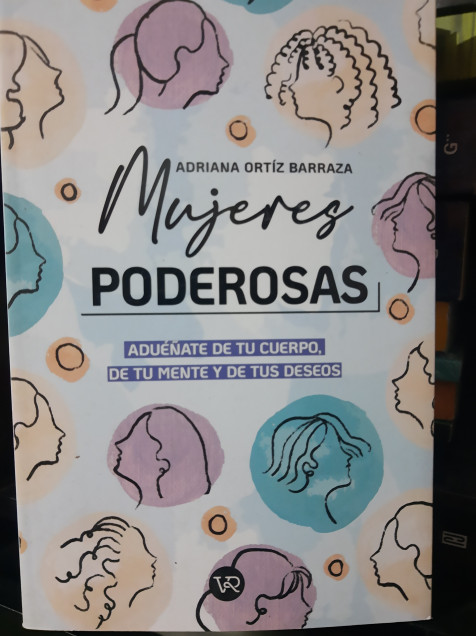 ADRIANA ORTÍZ BARRAZA
Mujeres
PODEROSAS
ADUÉÑATE DE TU CUERPO,
DE TU MENTE Y DE TUS DESEOS
VR
G